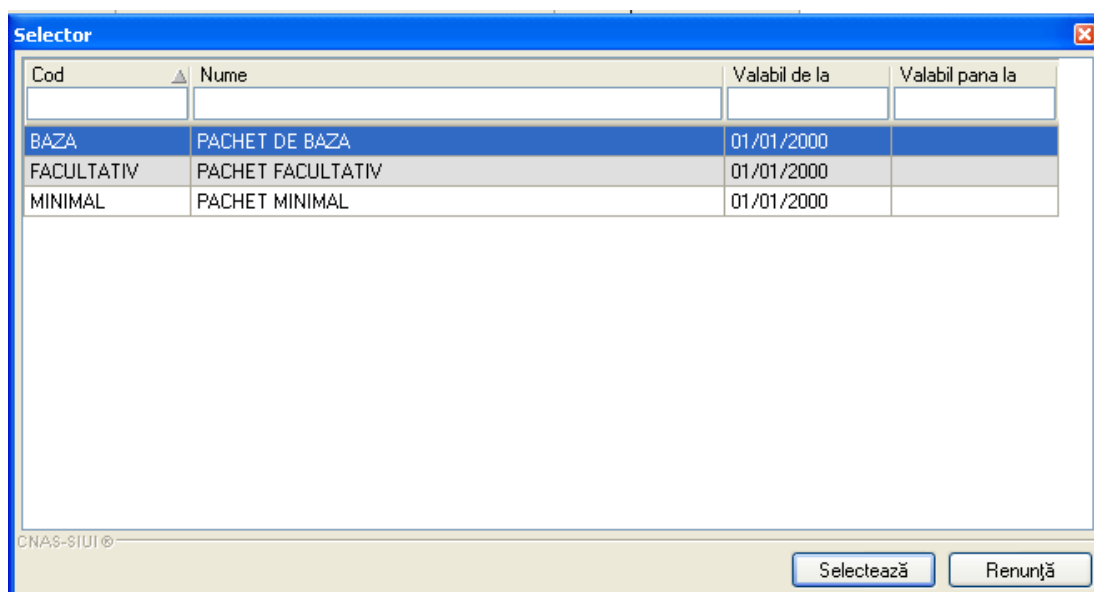 Selector
Cod Nume Valabil de la Valabil pana la
BAZA PACHET DE BAZA 01/01/2000
FACULTATIV PACHET FACULTATIV 01/01/2000
MINIMAL PACHET MINIMAL 01/01/2000
CNAS-SIUI ®
Selectează Renunţă